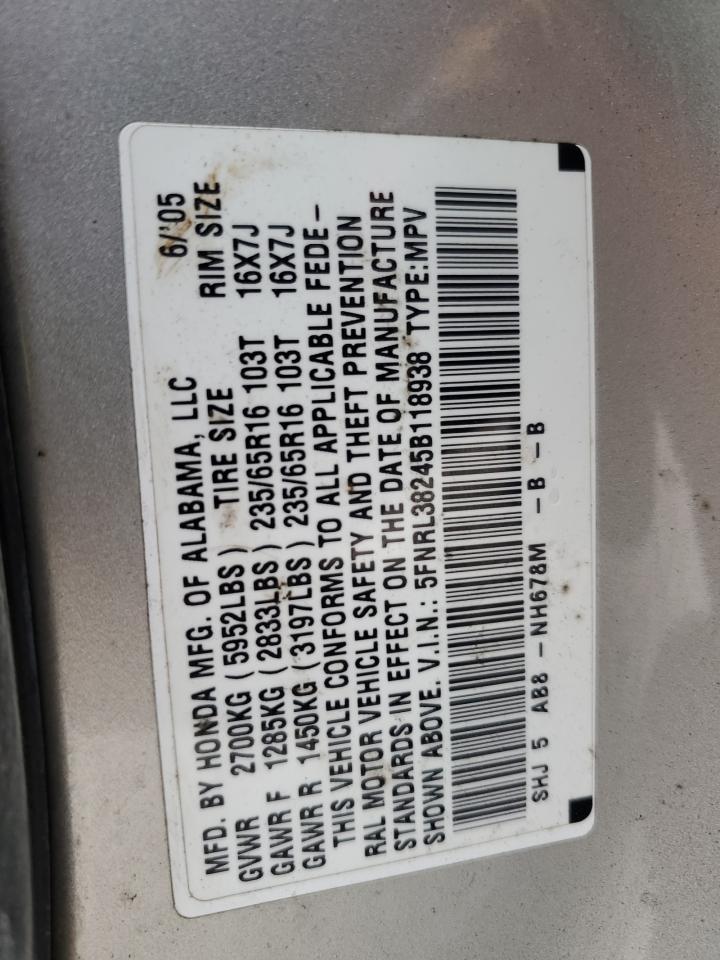 MFD. BY HONDA MFG. OF ALABAMA, LLC 6/'05
GVWR 2700KG (5952LBS) TIRE SIZE RIM SIZE
GAWR F 1285KG (2833LBS) 235/65R16 103T 16X7J
GAWR R 1450KG (3197LBS) 235/65R16 103T 16X7J
THIS VEHICLE CONFORMS TO ALL APPLICABLE FEDE-
RAL MOTOR VEHICLE SAFETY AND THEFT PREVENTION
STANDARDS IN EFFECT ON THE DATE OF MANUFACTURE
SHOWN ABOVE. V.I.N.: 5FNRL38245B118938 TYPE:MPV
SHJ 5 AB8 -NH678M -B -B